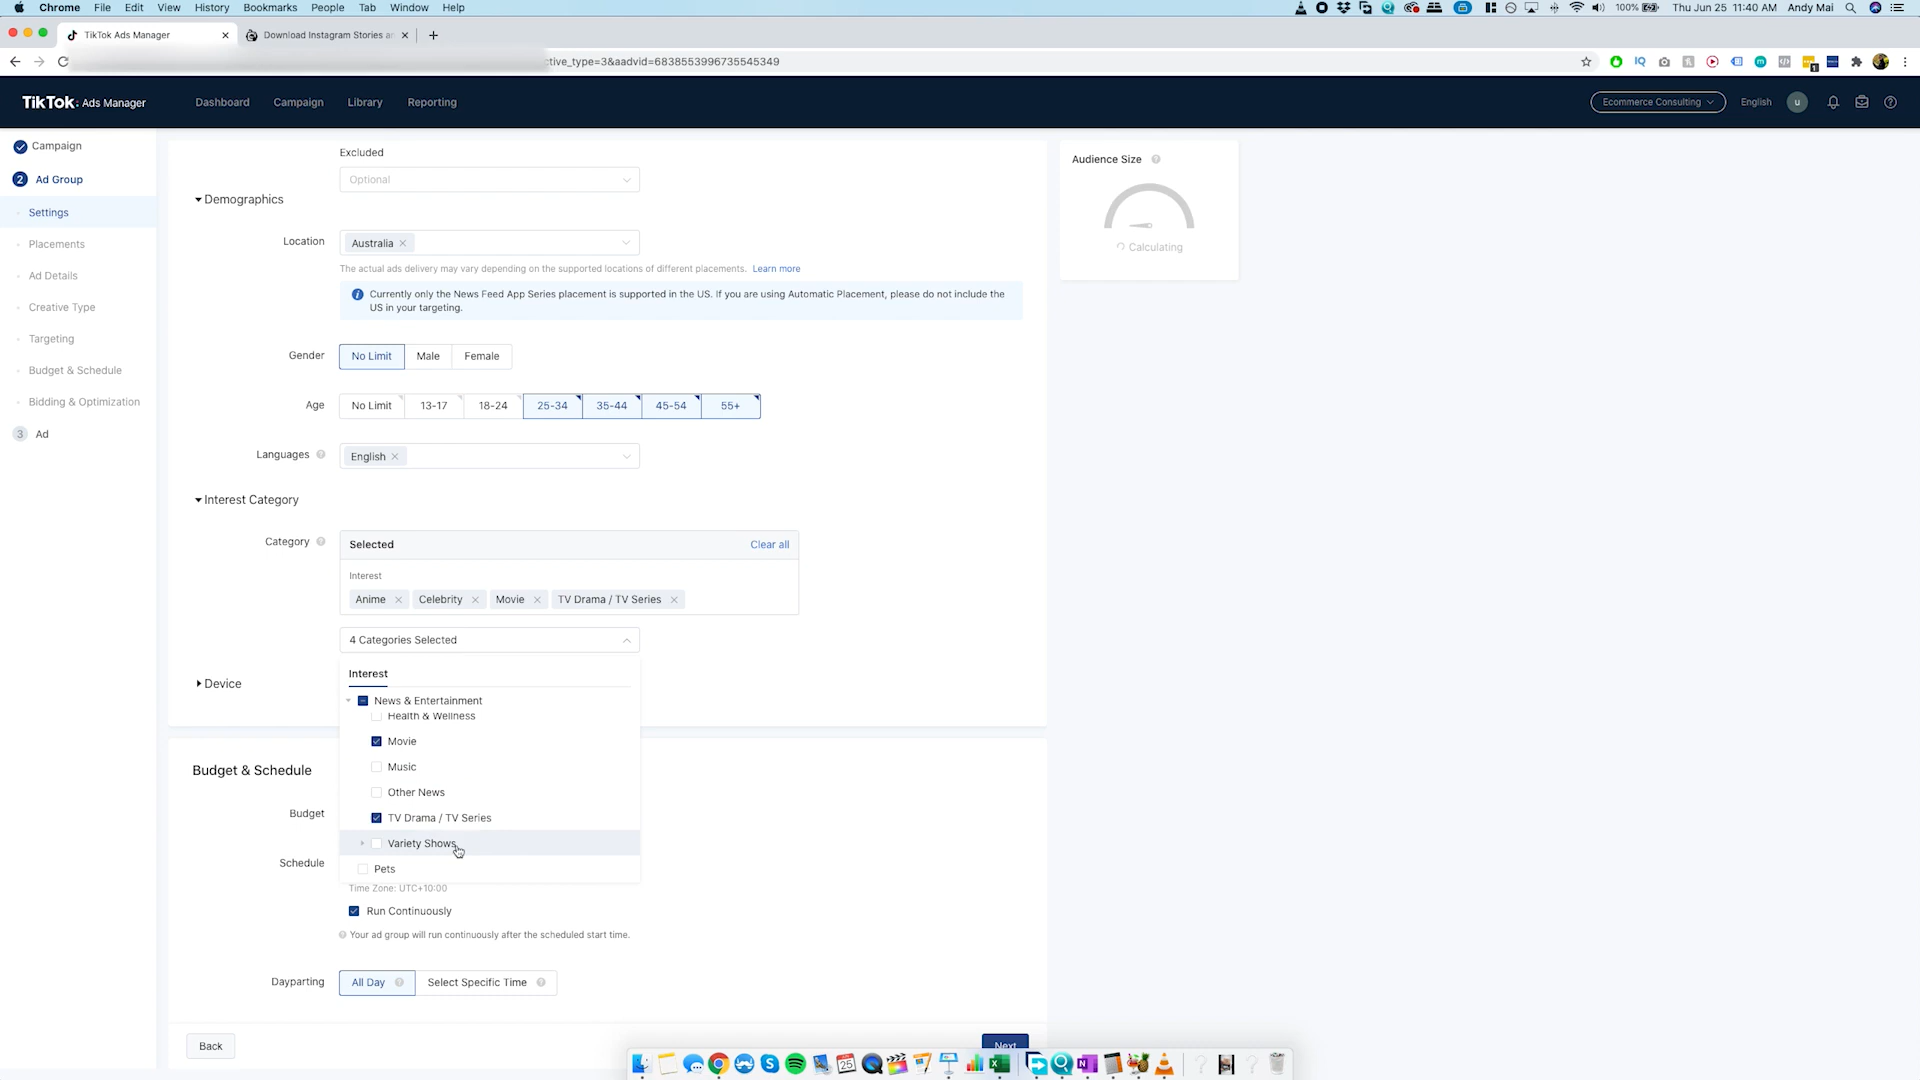 Chrome File Edit View History Bookmarks People Tab Window Help
100% Thu Jun 25 11:40 AM Andy Mai
TikTok Ads Manager
Download Instagram Stories an
ctive_type=3&aadvid=6838553996735545349
TikTok: Ads Manager
Dashboard Campaign Library Reporting
Ecommerce Consulting English u
Campaign
2 Ad Group
Settings
Placements
Ad Details
Creative Type
Targeting
Budget & Schedule
Bidding & Optimization
3 Ad
Excluded
Optional
Demographics
Location Australia
The actual ads delivery may vary depending on the supported locations of different placements. Learn more
Currently only the News Feed App Series placement is supported in the US. If you are using Automatic Placement, please do not include the
US in your targeting.
Gender No Limit Male Female
Age No Limit 13-17 18-24 25-34 35-44 45-54 55+
Languages English
Interest Category
Category Selected Clear all
Interest
Anime Celebrity Movie TV Drama / TV Series
4 Categories Selected
Device
Interest
News & Entertainment
Health & Wellness
Movie
Music
Other News
TV Drama / TV Series
Variety Shows
Pets
Budget & Schedule
Budget
Schedule
Time Zone: UTC+10:00
Run Continuously
Your ad group will run continuously after the scheduled start time.
Dayparting All Day Select Specific Time
Back Next
Audience Size
Calculating